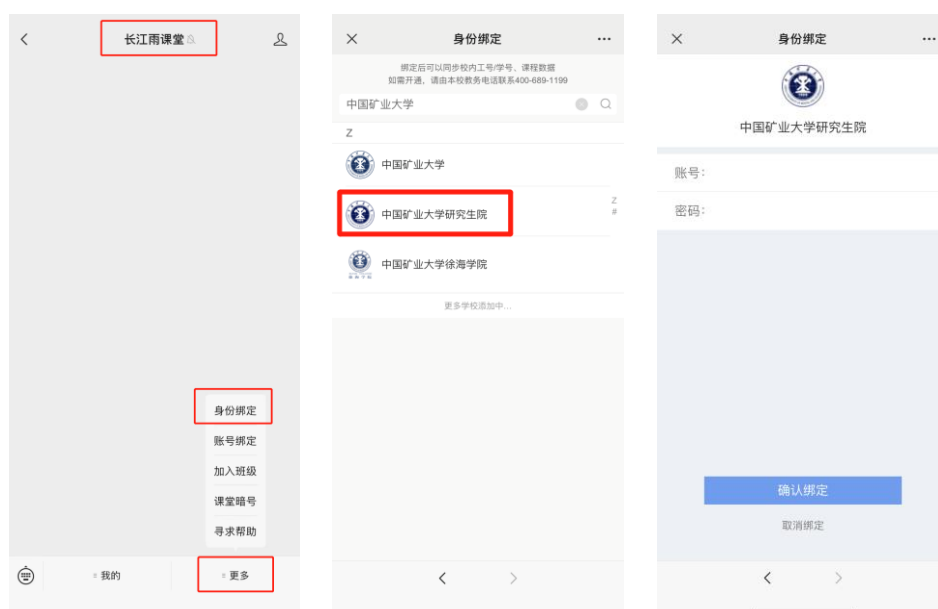 长江雨课堂
身份绑定
账号绑定
加入班级
课堂暗号
寻求帮助
我的
更多
身份绑定
绑定后可以同步校内工号/学号、课程数据
如需开通，请由本校教务电话联系400-689-1199
中国矿业大学
Z
中国矿业大学
中国矿业大学研究生院
Z
#
中国矿业大学徐海学院
更多学校添加中...
身份绑定
中国矿业大学研究生院
账号：
密码：
确认绑定
取消绑定